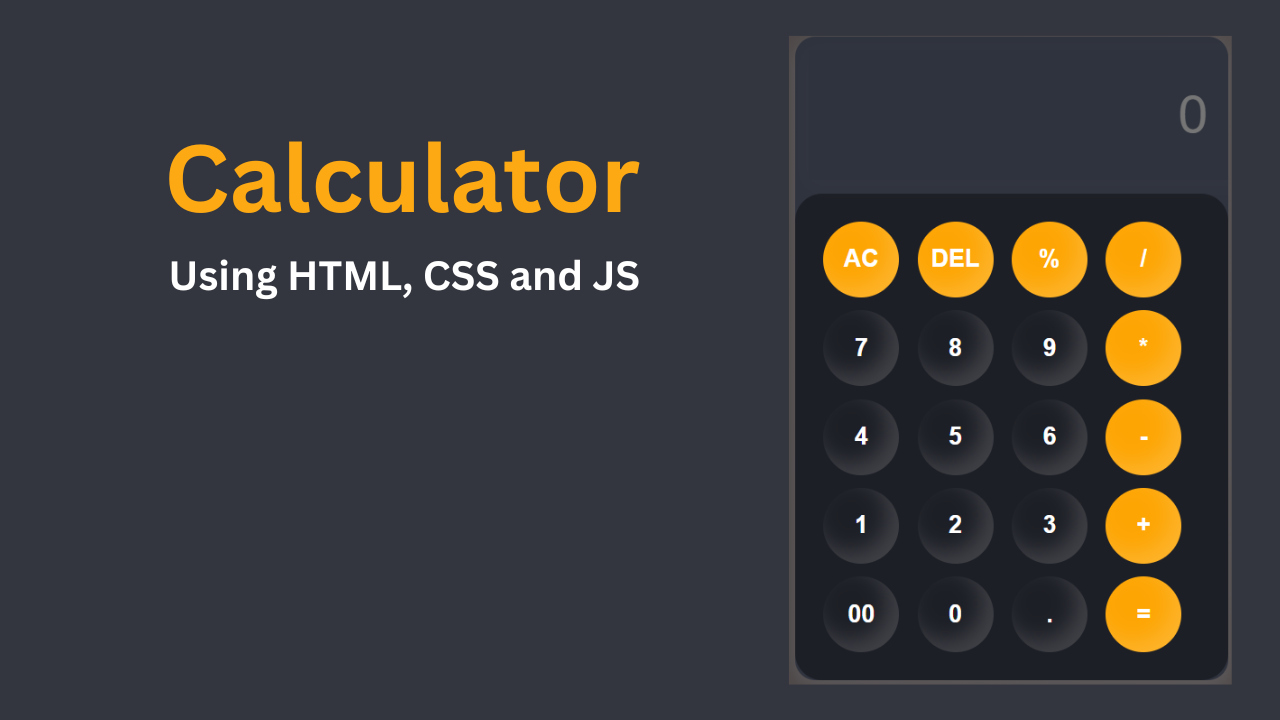 Calculator
Using HTML, CSS and JS
0
AC DEL % /
7 8 9 *
4 5 6 -
1 2 3 +
00 0 . =